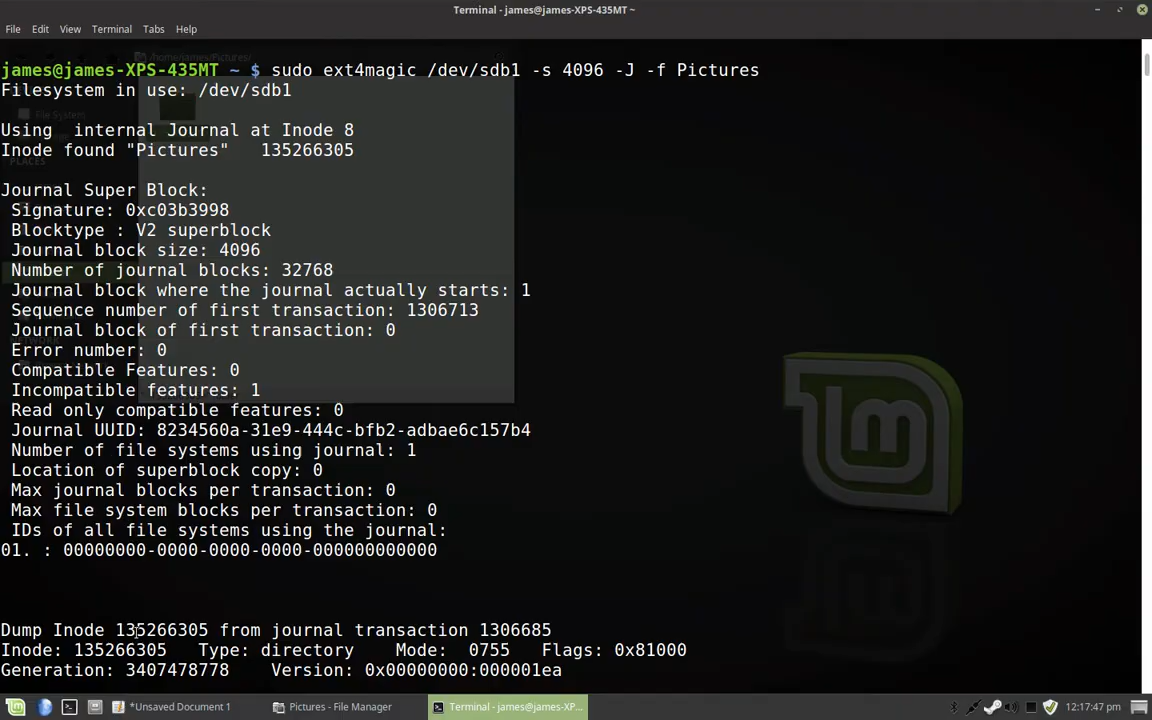 Terminal - james@james-XPS-435MT ~
File Edit View Terminal Tabs Help
james@james-XPS-435MT ~ $ sudo ext4magic /dev/sdb1 -s 4096 -J -f Pictures
Filesystem in use: /dev/sdb1
Using  internal Journal at Inode 8
Inode found "Pictures"   135266305
Journal Super Block:
 Signature: 0xc03b3998
 Blocktype : V2 superblock
 Journal block size: 4096
 Number of journal blocks: 32768
 Journal block where the journal actually starts: 1
 Sequence number of first transaction: 1306713
 Journal block of first transaction: 0
 Error number: 0
 Compatible Features: 0
 Incompatible features: 1
 Read only compatible features: 0
 Journal UUID: 8234560a-31e9-444c-bfb2-adbae6c157b4
 Number of file systems using journal: 1
 Location of superblock copy: 0
 Max journal blocks per transaction: 0
 Max file system blocks per transaction: 0
 IDs of all file systems using the journal:
01. : 00000000-0000-0000-0000-000000000000
Dump Inode 135266305 from journal transaction 1306685
Inode: 135266305   Type: directory    Mode:  0755   Flags: 0x81000
Generation: 3407478778    Version: 0x00000000:000001ea
*Unsaved Document 1 Pictures - File Manager Terminal - james@james-XP... 12:17:47 pm